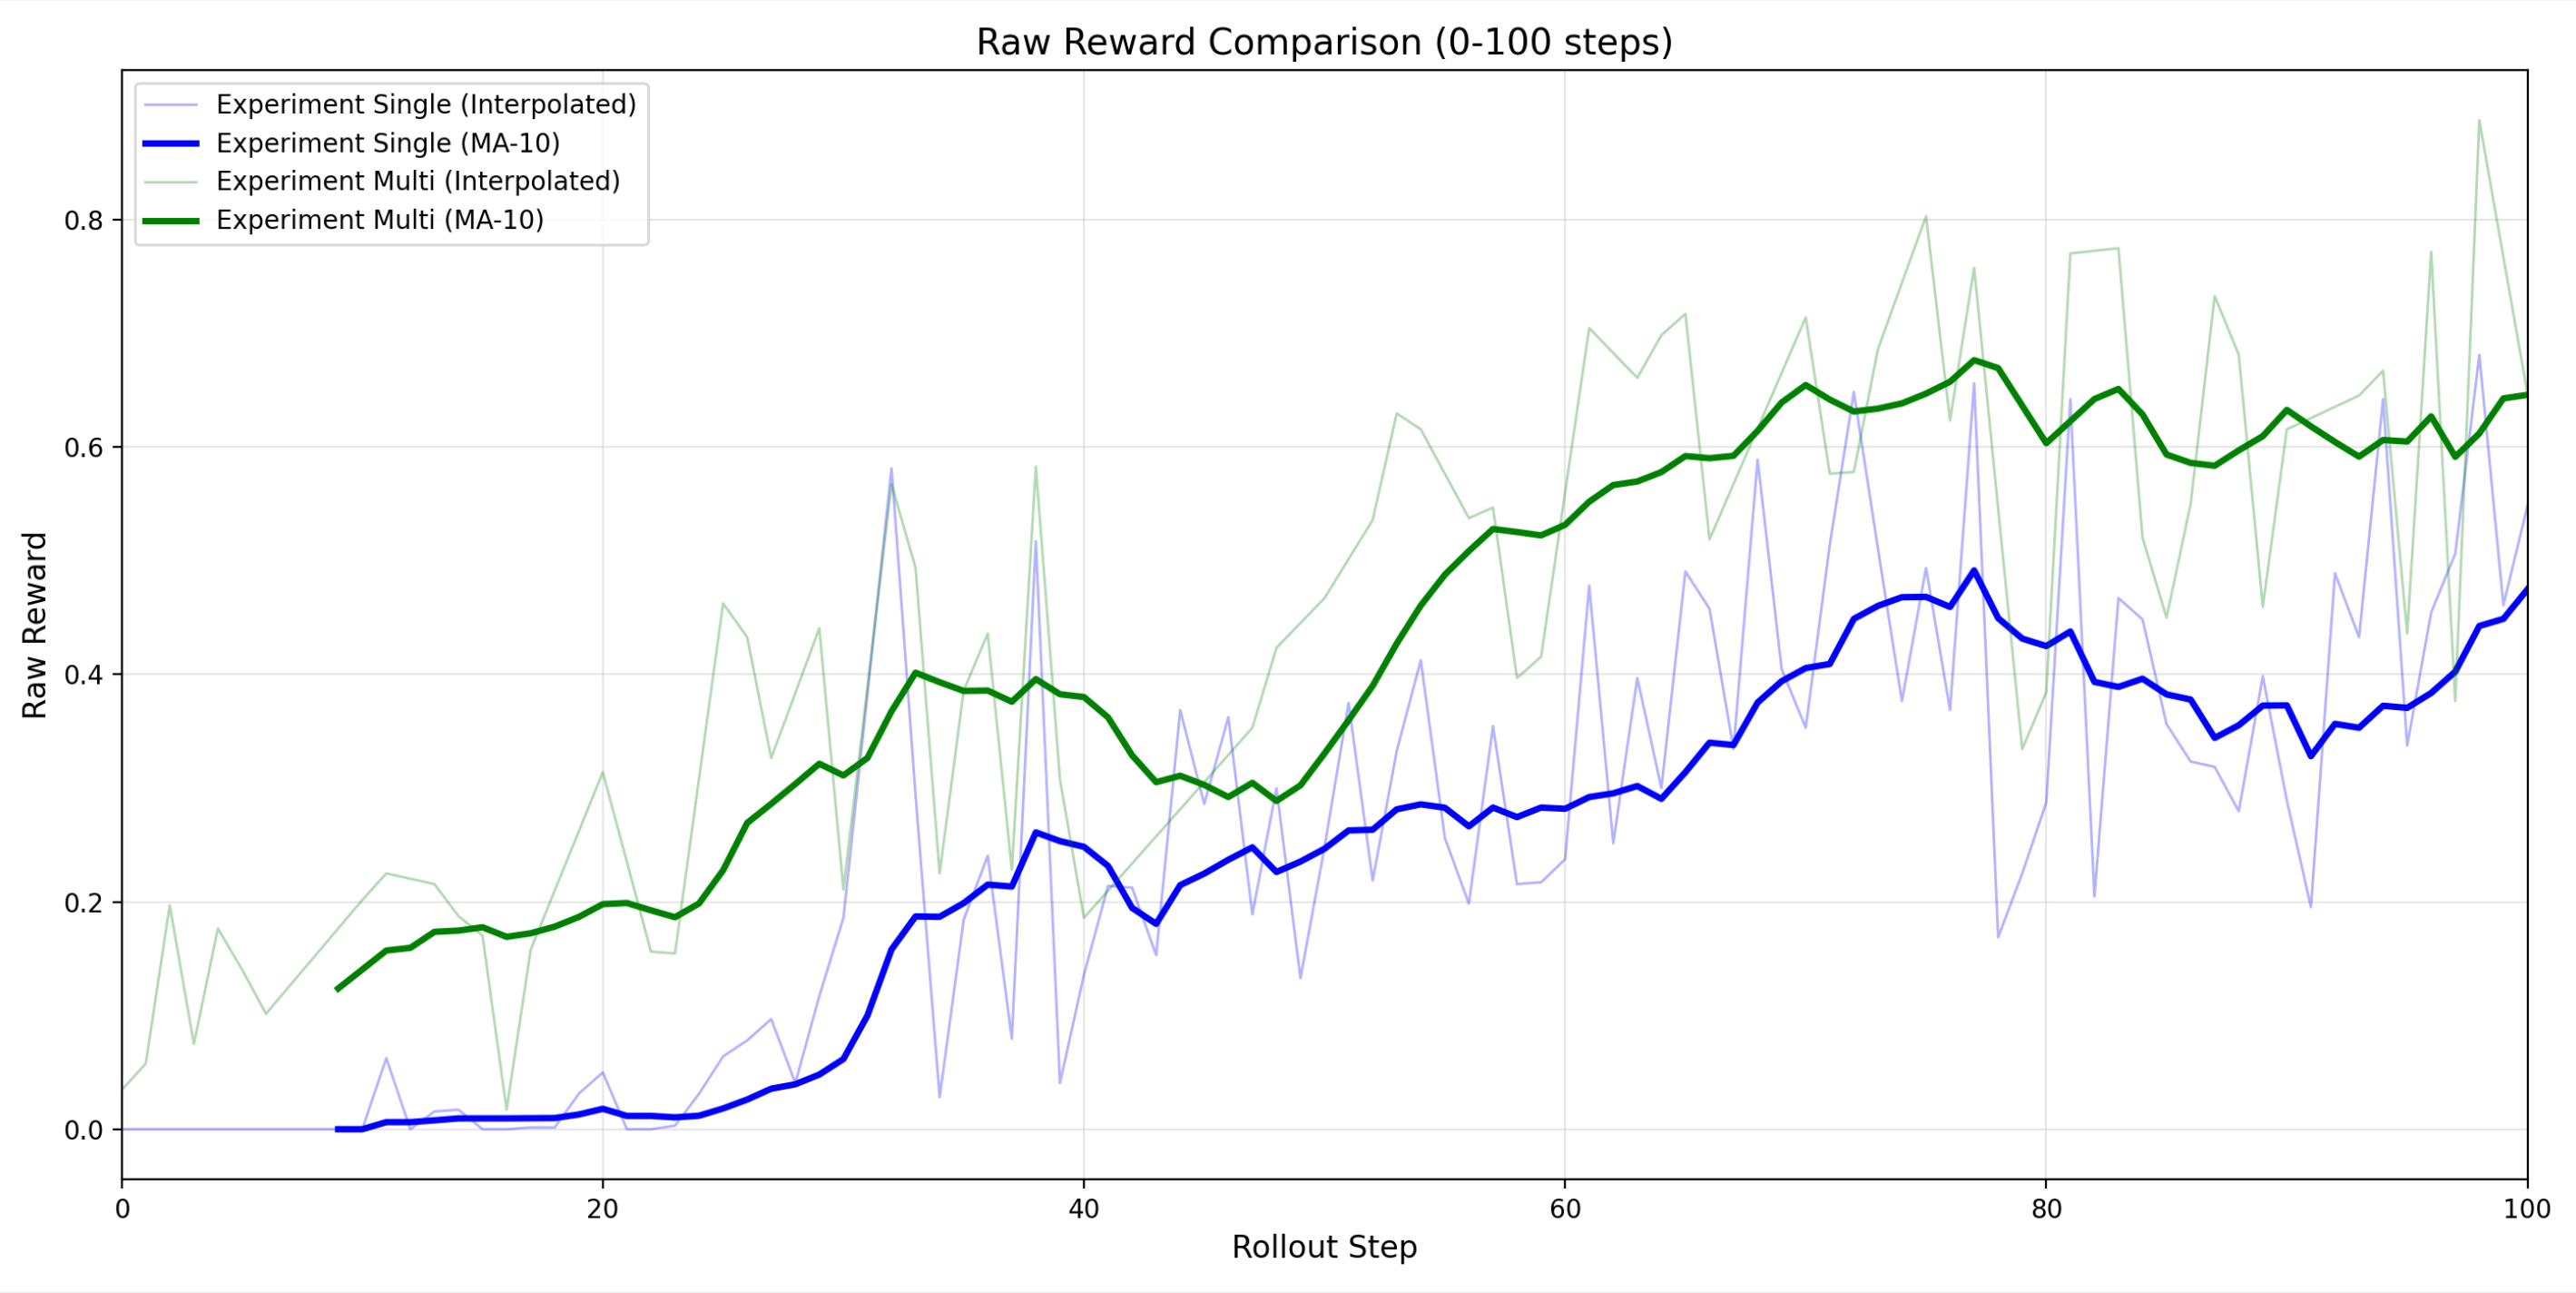 Raw Reward Comparison (0-100 steps)
Experiment Single (Interpolated)
Experiment Single (MA-10)
Experiment Multi (Interpolated)
Experiment Multi (MA-10)
Raw Reward
0.8
0.6
0.4
0.2
0.0
0 20 40 60 80 100
Rollout Step